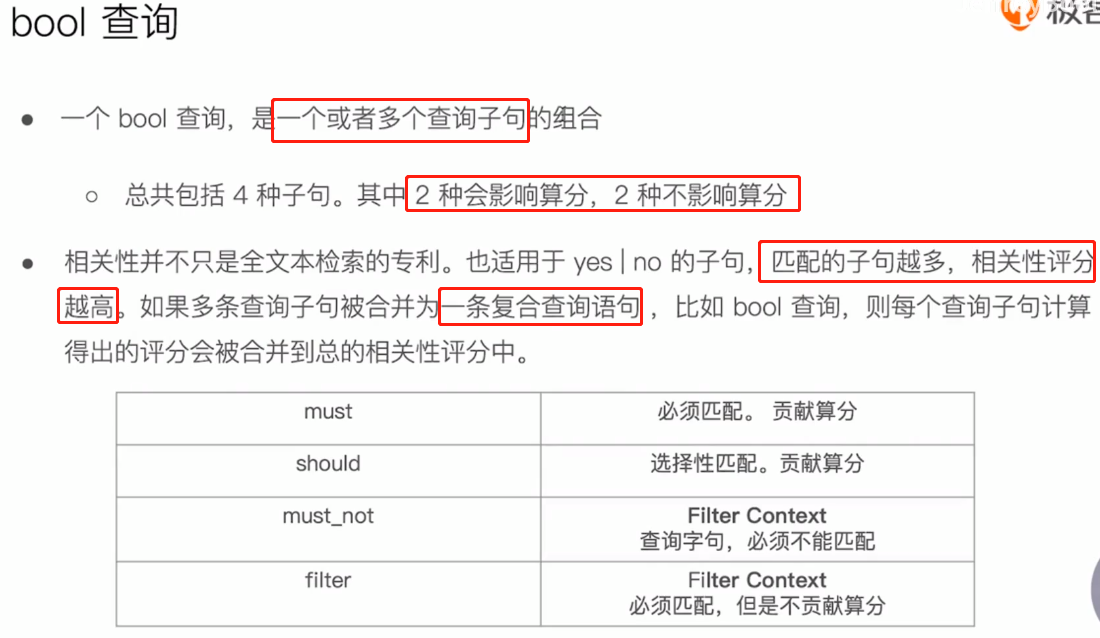 bool 查询
极客
• 一个 bool 查询，是一个或者多个查询子句的组合
○ 总共包括 4 种子句。其中 2 种会影响算分，2 种不影响算分
• 相关性并不只是全文本检索的专利。也适用于 yes | no 的子句，匹配的子句越多，相关性评分
越高。如果多条查询子句被合并为一条复合查询语句 ，比如 bool 查询，则每个查询子句计算
得出的评分会被合并到总的相关性评分中。
must
必须匹配。 贡献算分
should
选择性匹配。贡献算分
must_not
Filter Context
查询字句，必须不能匹配
filter
Filter Context
必须匹配，但是不贡献算分